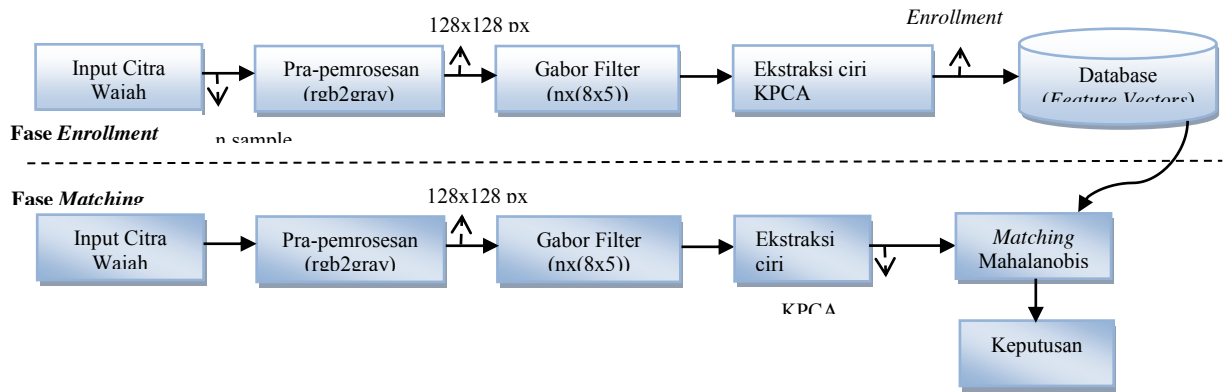 128x128 px
Enrollment
Input Citra
Wajah
Pra-pemrosesan
(rgb2gray)
Gabor Filter
(nx(8x5))
Ekstraksi ciri
KPCA
Database
(Feature Vectors)
Fase Enrollment
n sample
Fase Matching
128x128 px
Input Citra
Wajah
Pra-pemrosesan
(rgb2gray)
Gabor Filter
(nx(8x5))
Ekstraksi
ciri
KPCA
Matching
Mahalanobis
Keputusan